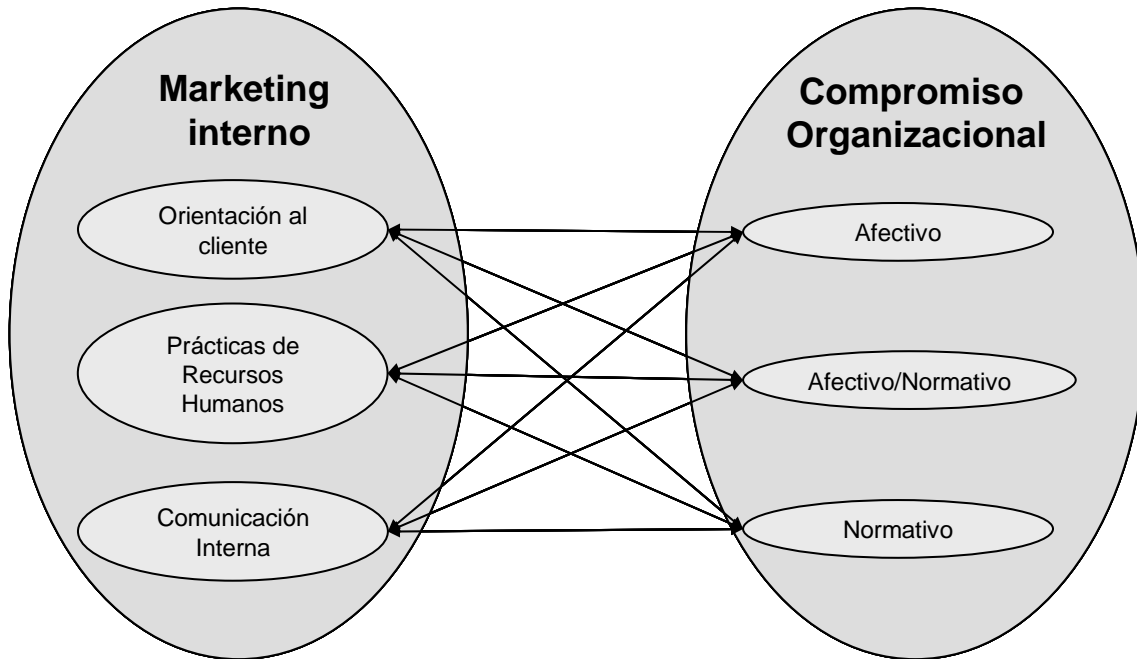 Marketing
interno
Orientación al
cliente
Prácticas de
Recursos
Humanos
Comunicación
Interna
Compromiso
Organizacional
Afectivo
Afectivo/Normativo
Normativo